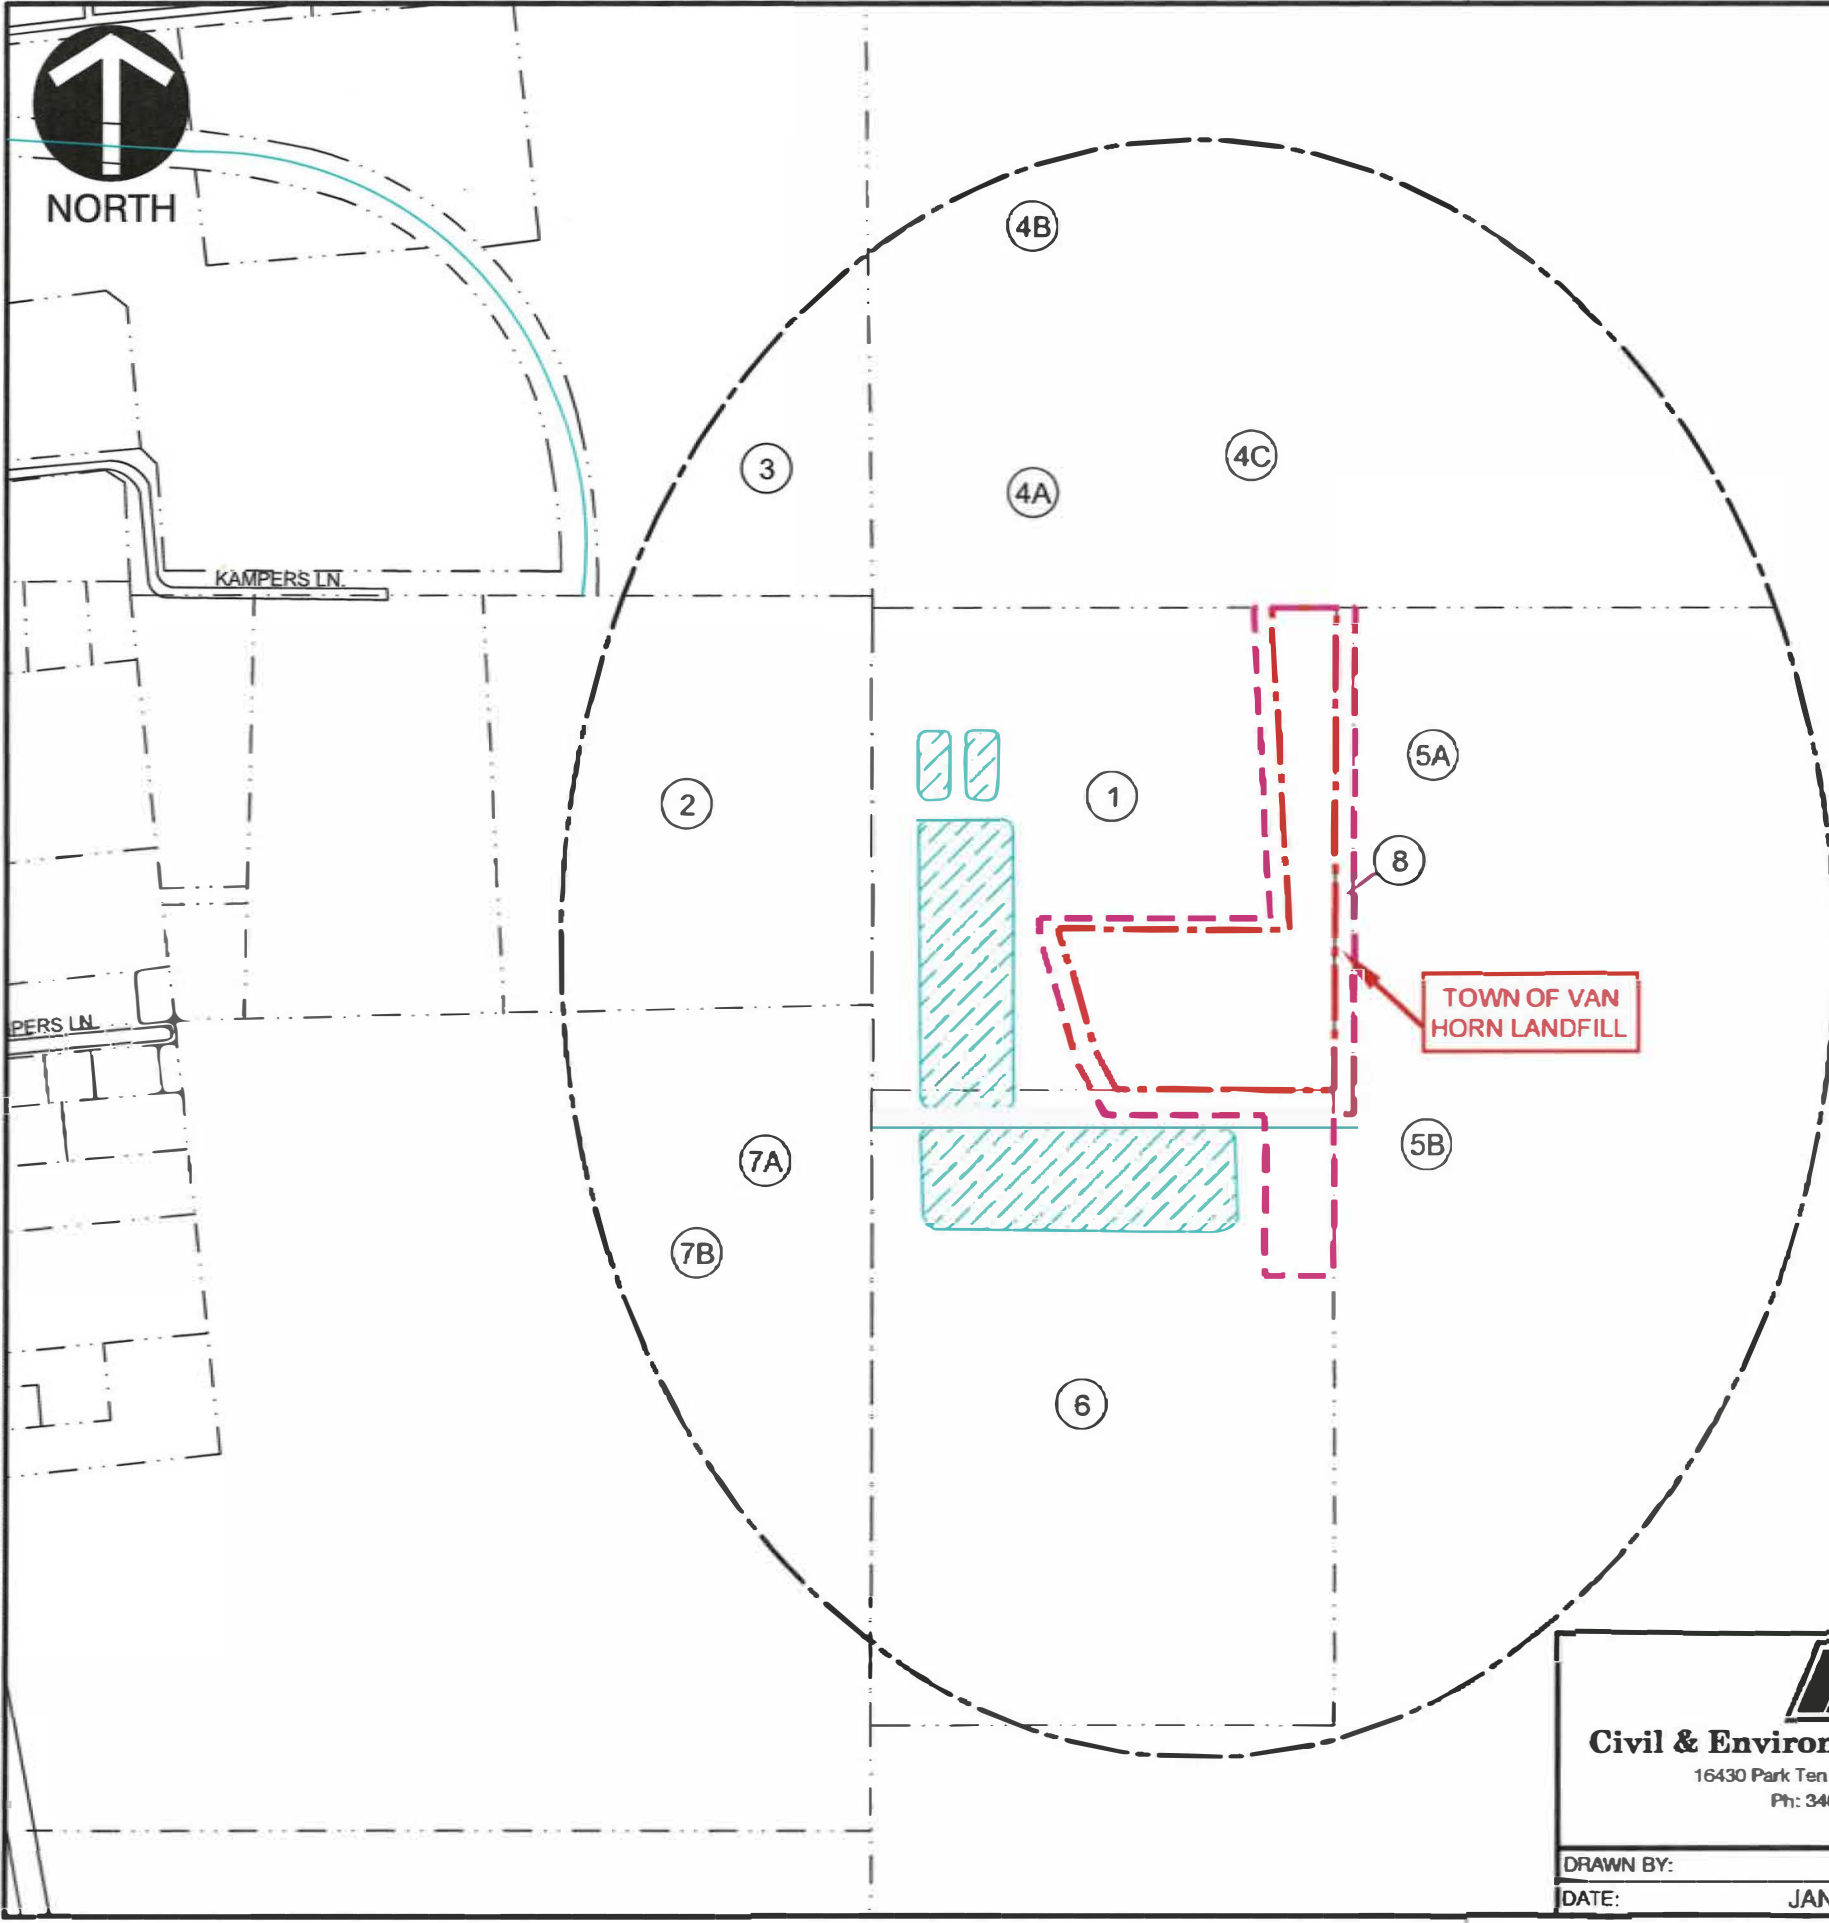 NORTH
4B
4C
3
4A
KAMPERS LN.
5A
1
2
8
TOWN OF VAN
HORN LANDFILL
PERS LN.
5B
7A
7B
6
Civil & Environ
16430 Park Ten
Ph: 34
DRAWN BY:
DATE: JAN